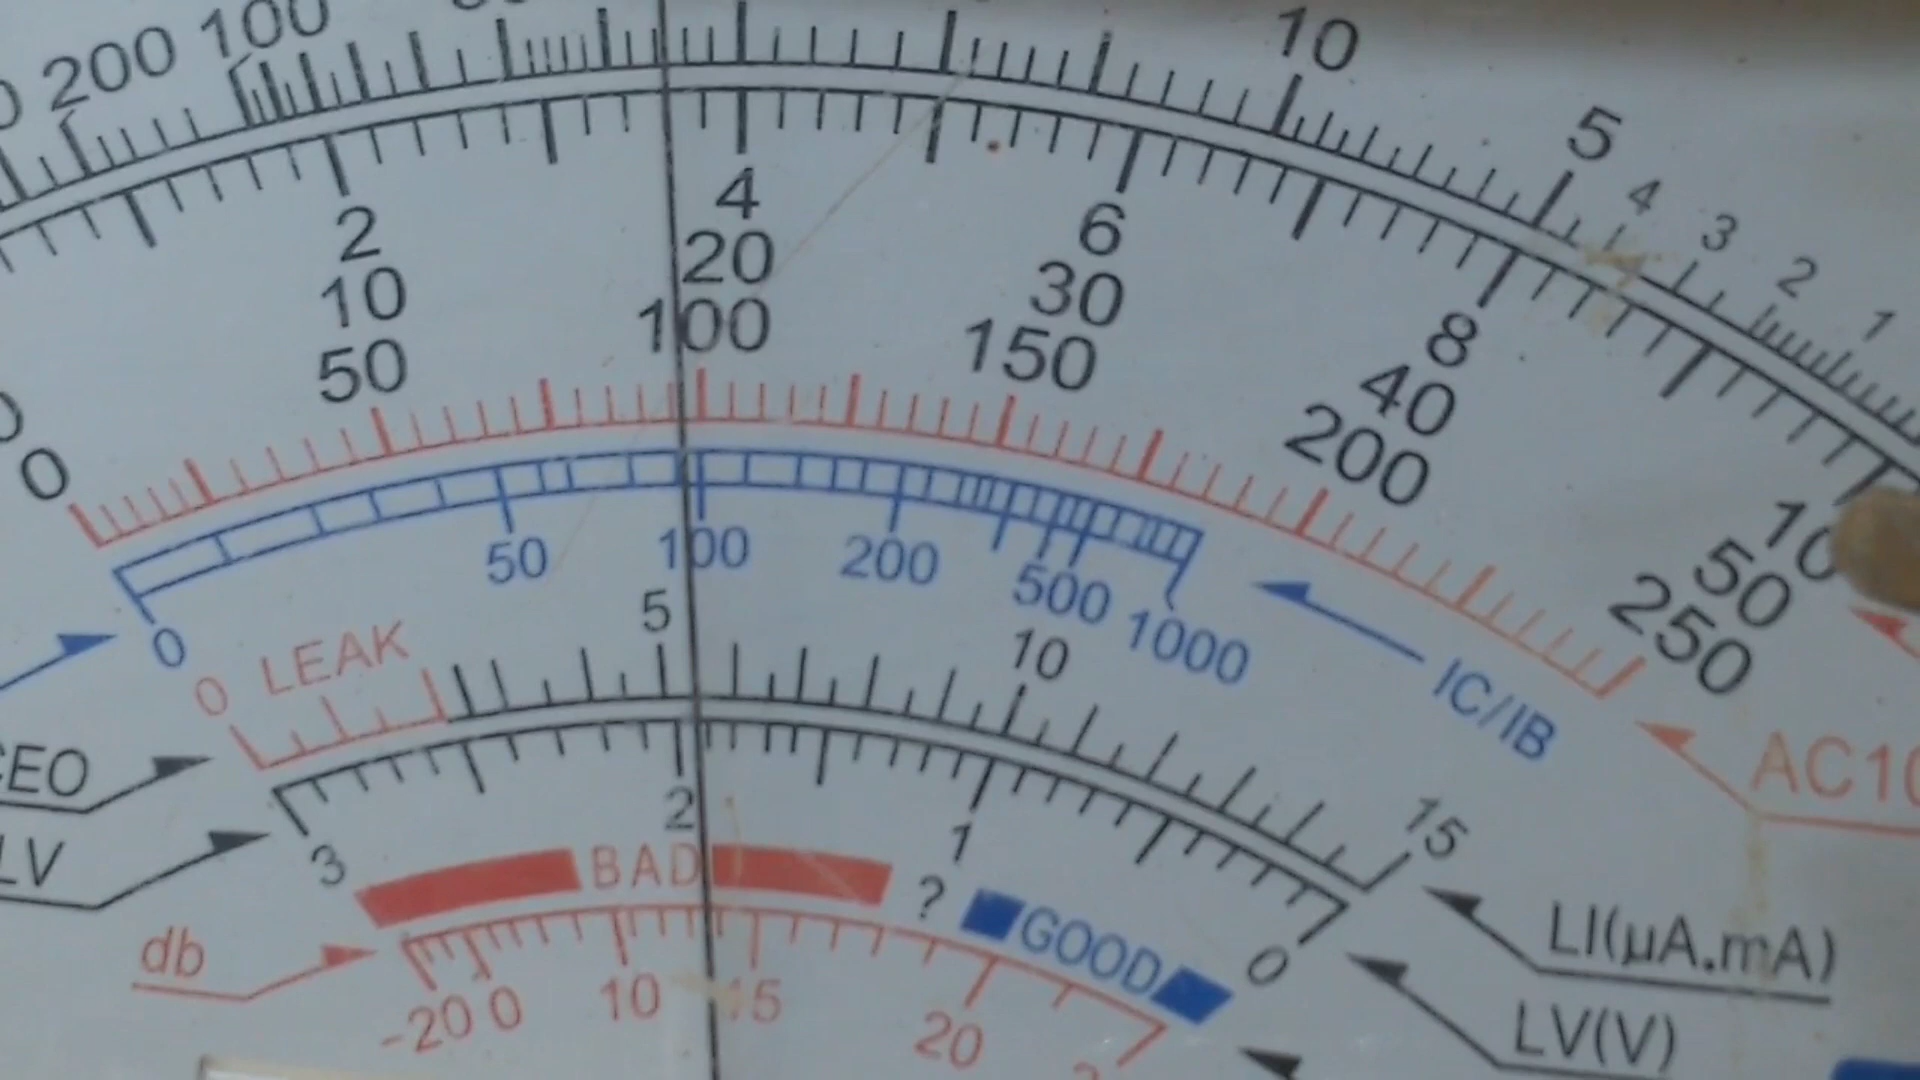 200 100 10 5 4 3 2 1
2 4 6 8 10
10 20 30 40 50
0 50 100 150 200 250
0 50 100 200 500 1000 IC/IB
0 LEAK 5 10 15
AC10
CEO
LI(µA.mA)
LV
3 2 1 0
LV(V)
BAD ? GOOD
db
-20 0 10 15 20